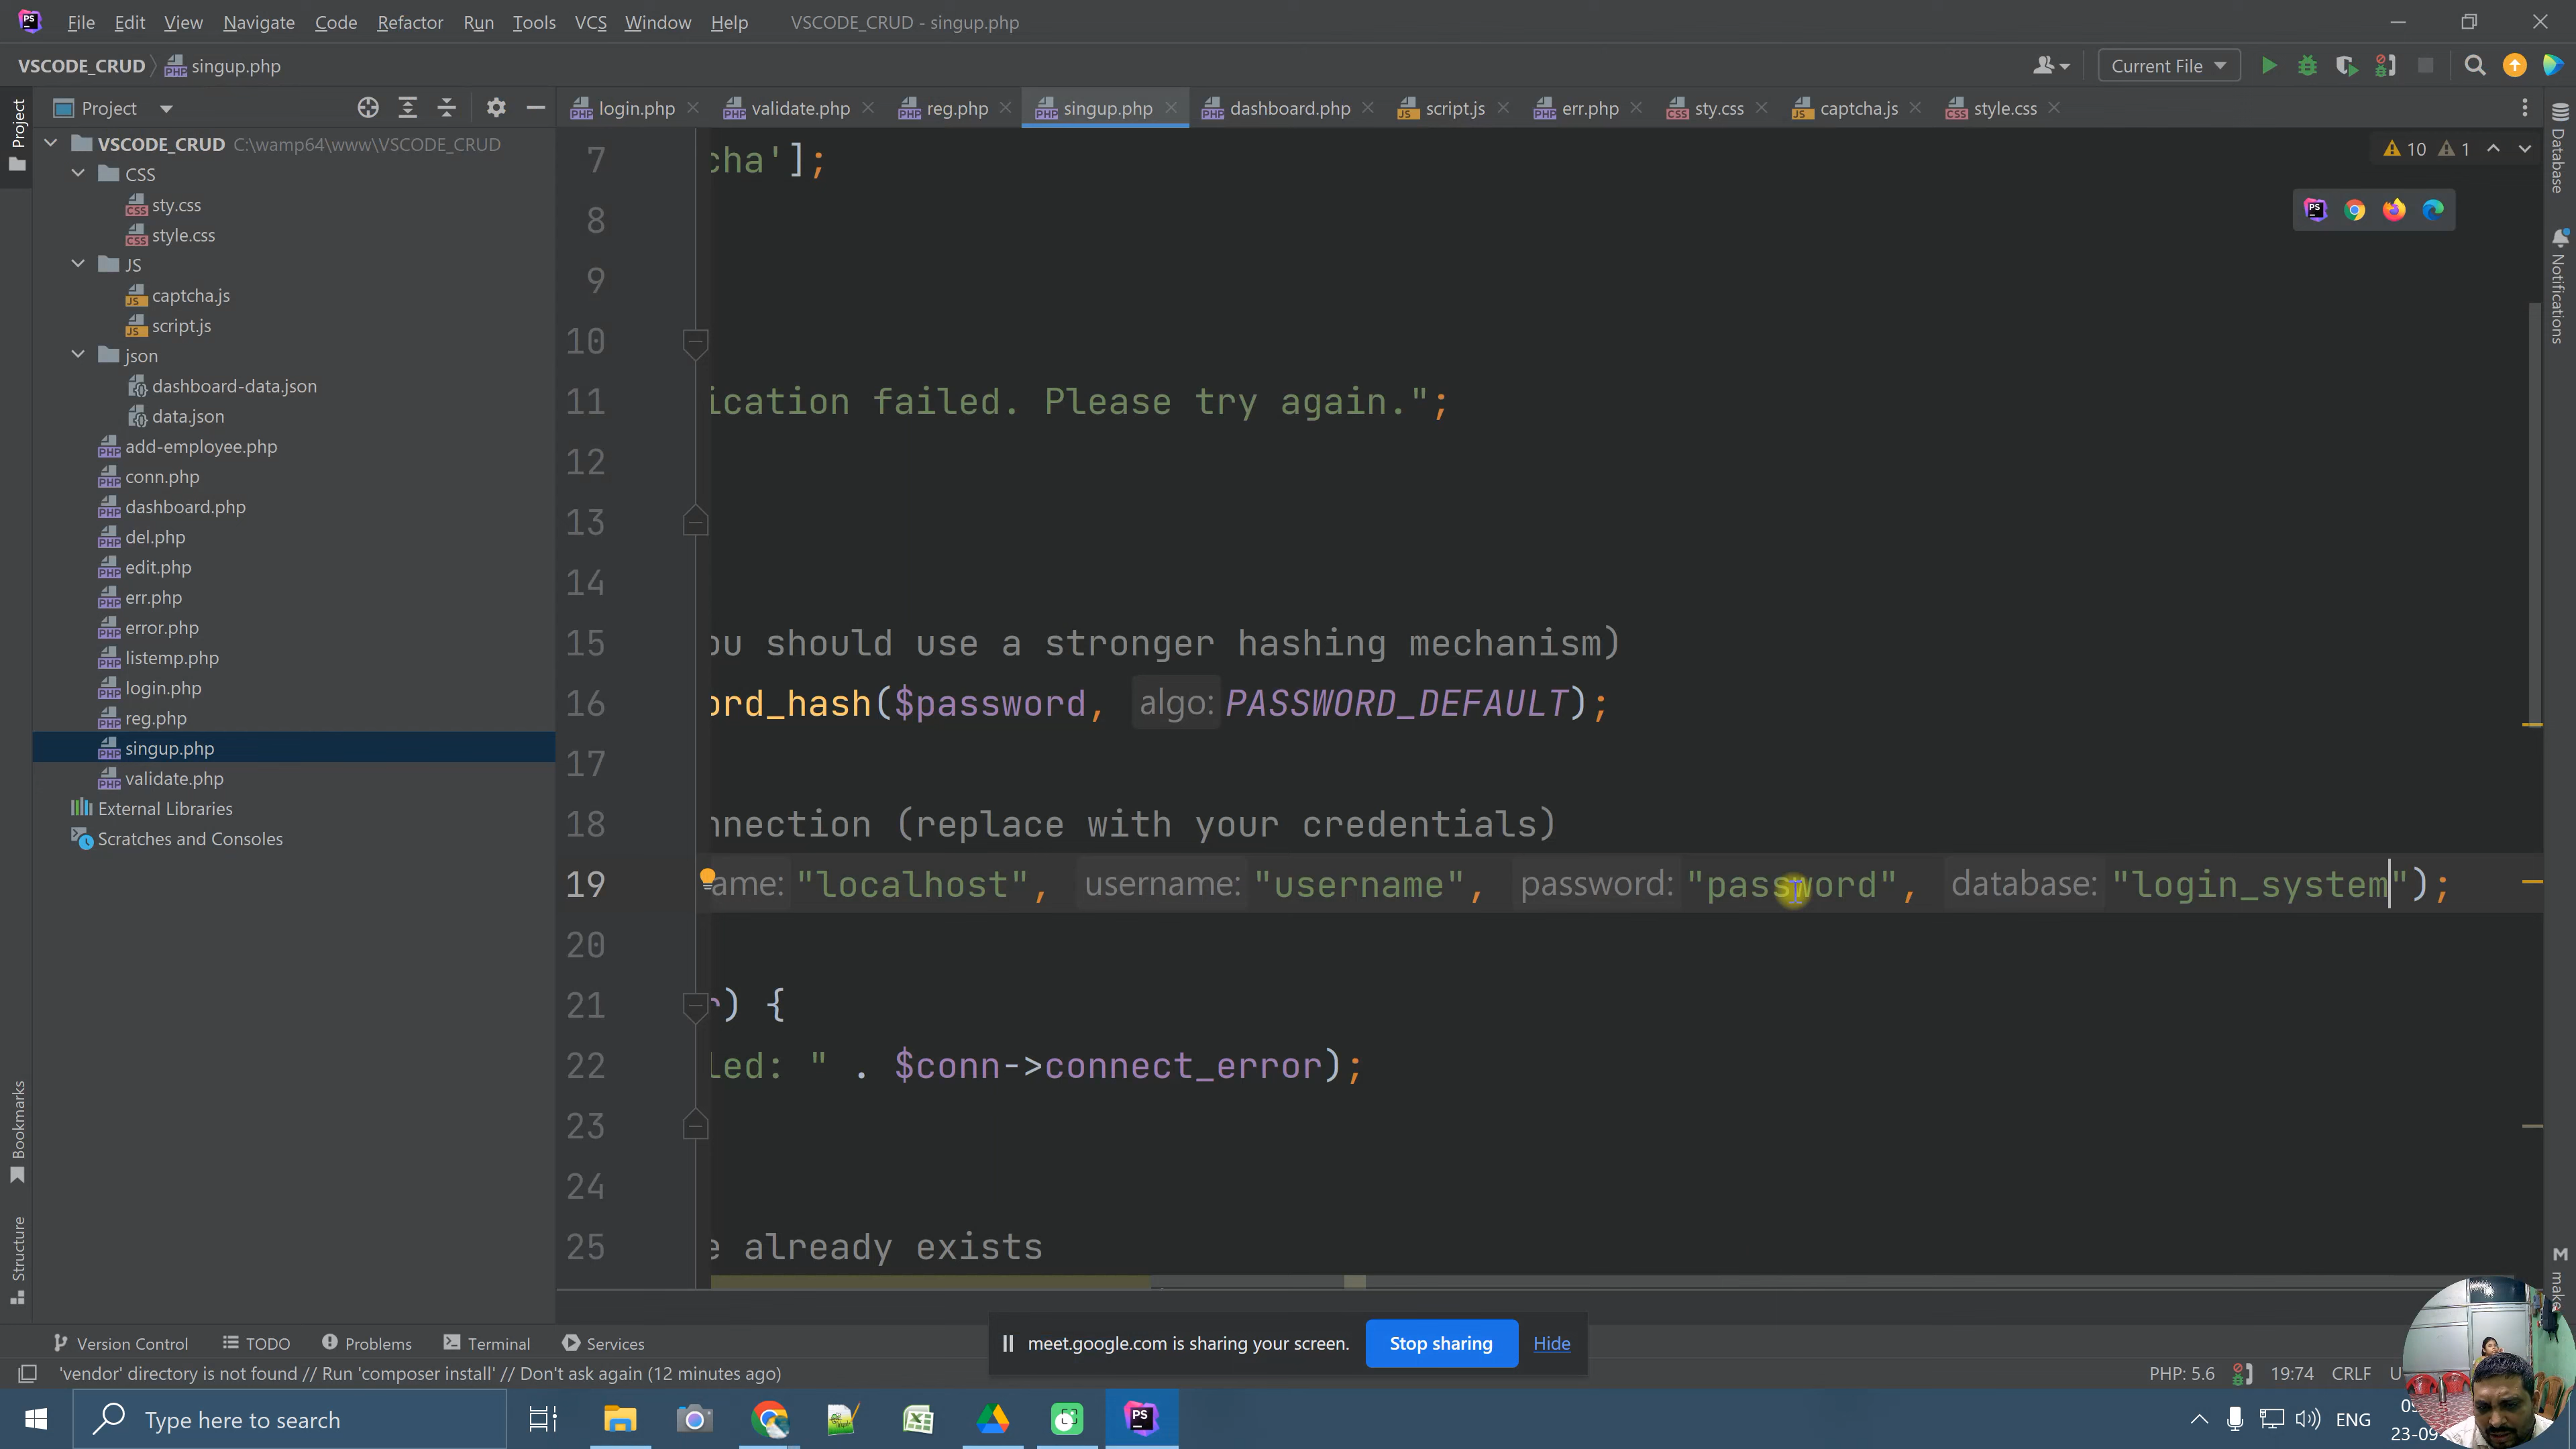 File Edit View Navigate Code Refactor Run Tools VCS Window Help VSCODE_CRUD - singup.php
VSCODE_CRUD singup.php
Current File
Project
login.php validate.php reg.php singup.php dashboard.php script.js err.php sty.css captcha.js style.css
Project
VSCODE_CRUD C:\wamp64\www\VSCODE_CRUD
CSS
sty.css
style.css
JS
captcha.js
script.js
json
dashboard-data.json
data.json
add-employee.php
conn.php
dashboard.php
del.php
edit.php
err.php
error.php
listemp.php
login.php
reg.php
singup.php
validate.php
External Libraries
Scratches and Consoles
Bookmarks
Structure
10 1
7 cha'];
8
9
10
11 ication failed. Please try again.";
12
13
14
15 ou should use a stronger hashing mechanism)
16 ord_hash($password, algo: PASSWORD_DEFAULT);
17
18 nnection (replace with your credentials)
19 ame: "localhost", username: "username", password: "password", database: "login_system");
20
21 r) {
22 led: " . $conn->connect_error);
23
24
25 e already exists
Database
Notifications
make
Version Control TODO Problems Terminal Services
meet.google.com is sharing your screen. Stop sharing Hide
'vendor' directory is not found // Run 'composer install' // Don't ask again (12 minutes ago)
PHP: 5.6 19:74 CRLF
Type here to search
ENG
23-09-